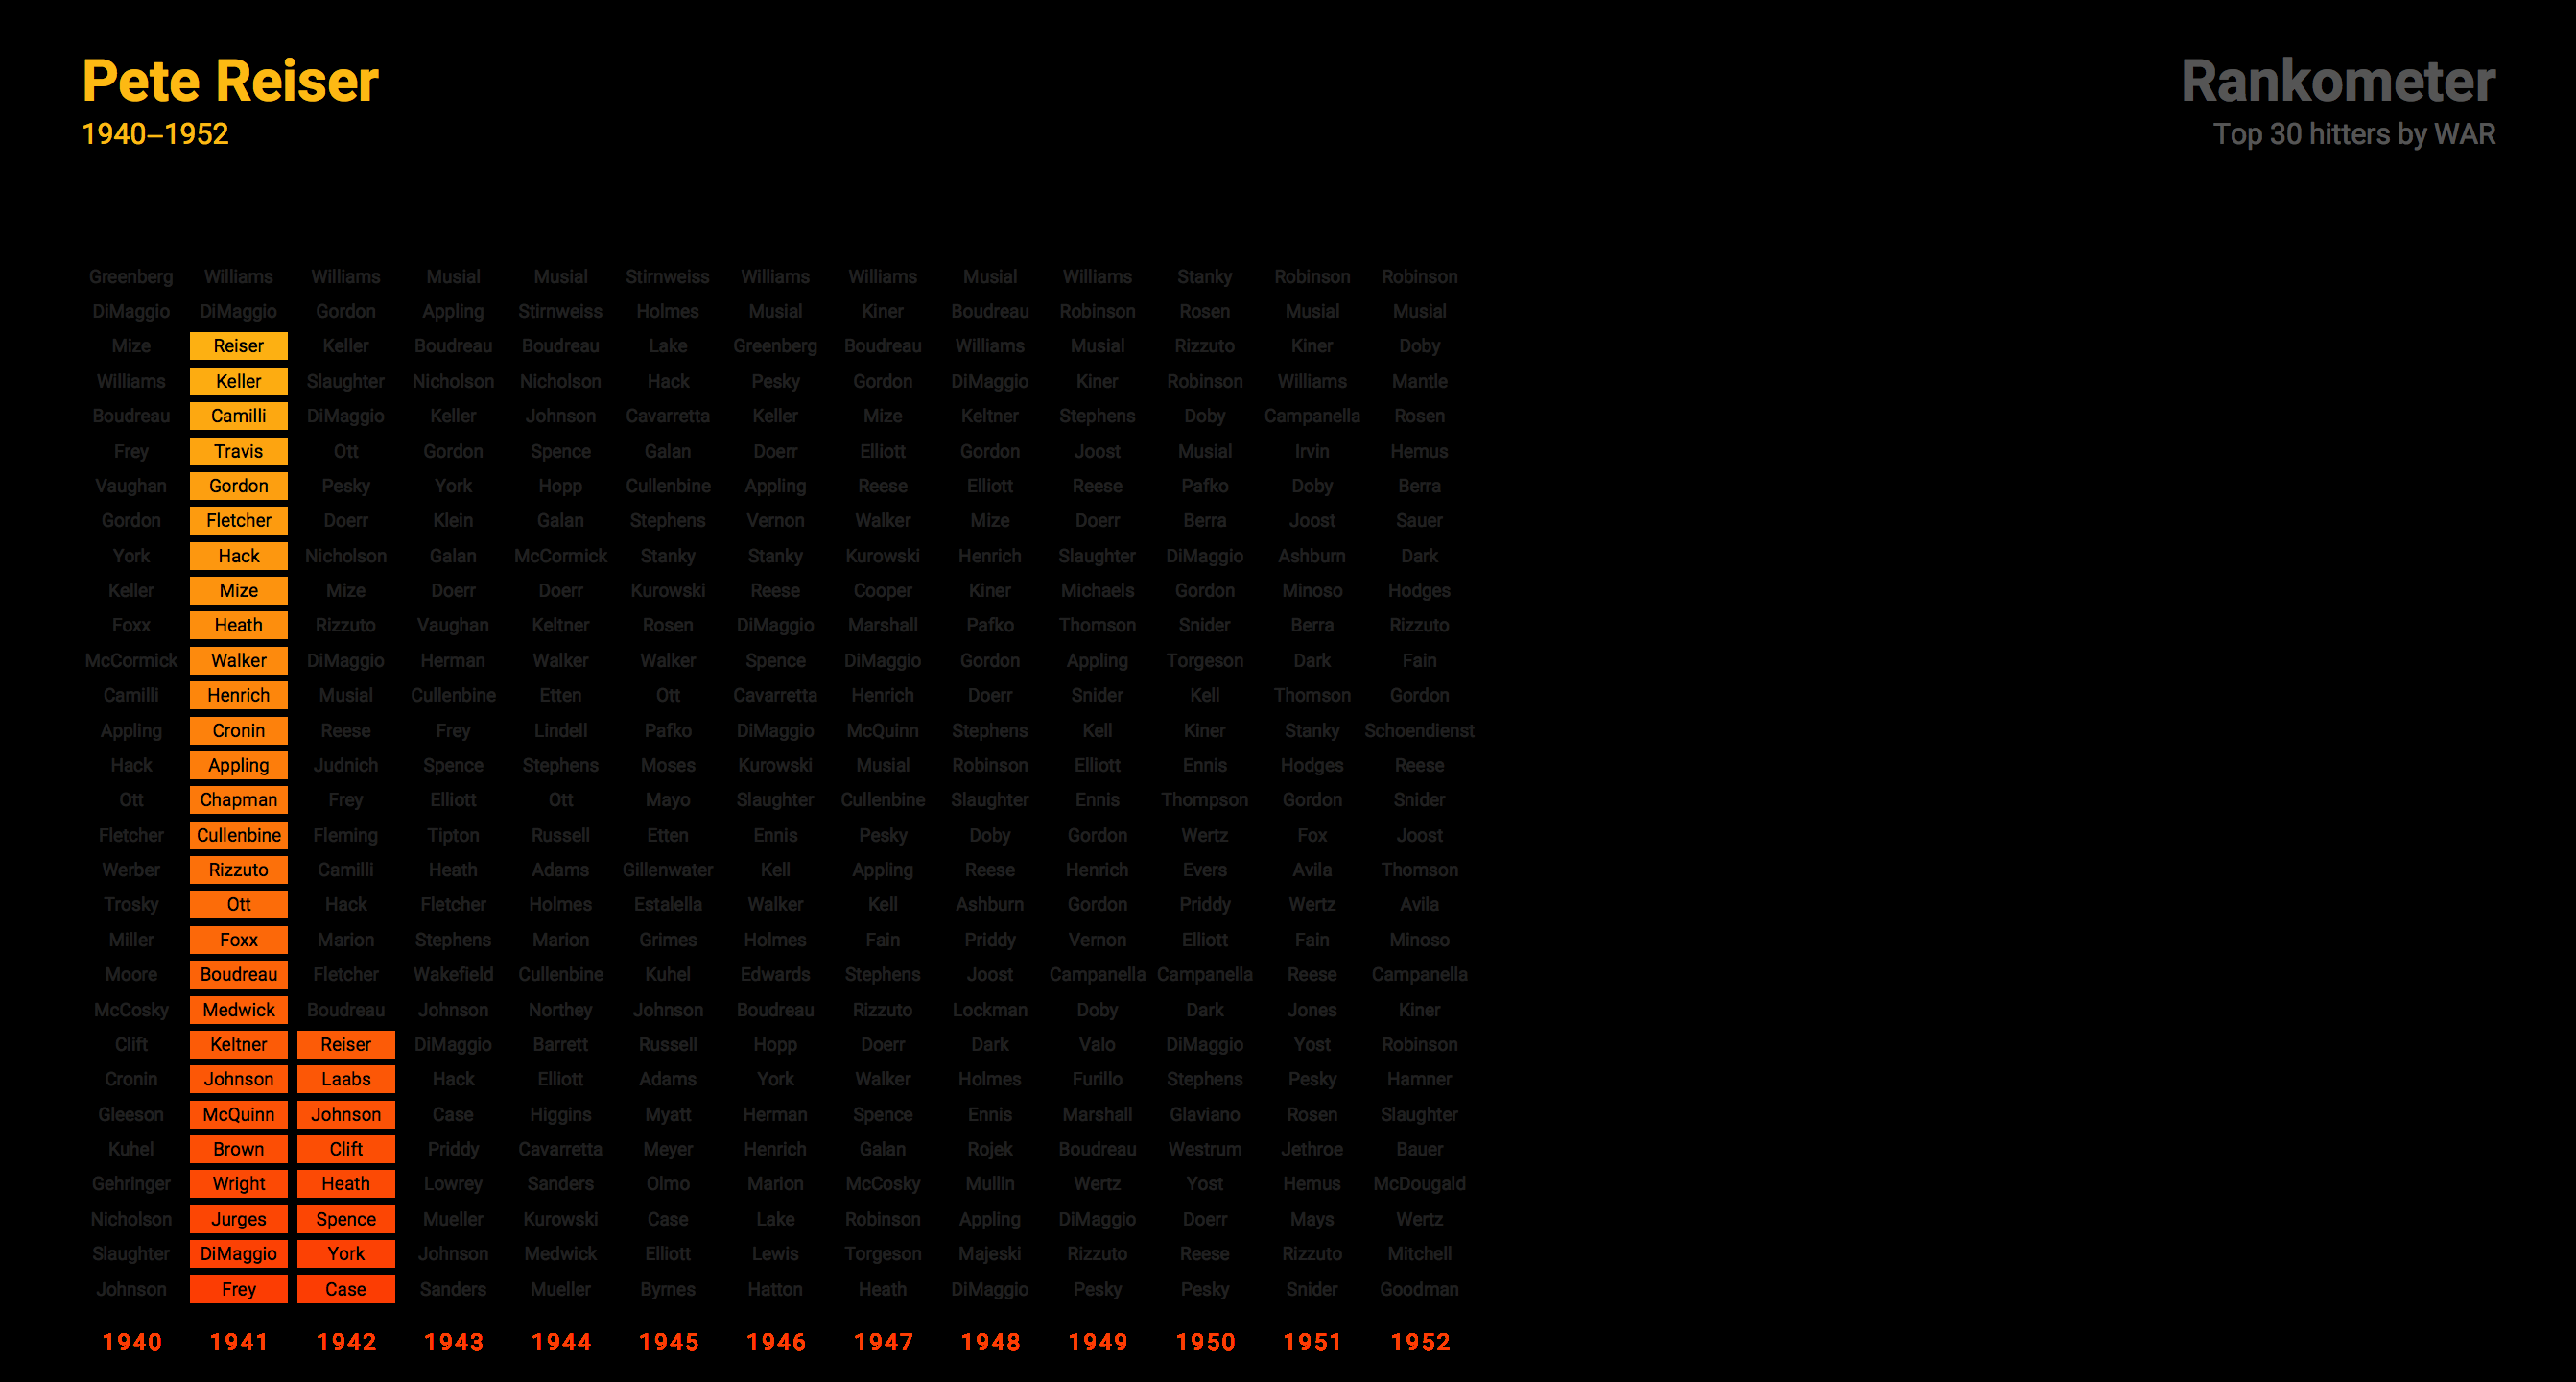 Pete Reiser
1940–1952
Rankometer
Top 30 hitters by WAR
Greenberg Williams Williams Musial Musial Stirnweiss Williams Williams Musial Williams Stanky Robinson Robinson
DiMaggio DiMaggio Gordon Appling Stirnweiss Holmes Musial Kiner Boudreau Robinson Rosen Musial Musial
Mize Reiser Keller Boudreau Boudreau Lake Greenberg Boudreau Williams Musial Rizzuto Kiner Doby
Williams Keller Slaughter Nicholson Nicholson Hack Pesky Gordon DiMaggio Kiner Robinson Williams Mantle
Boudreau Camilli DiMaggio Keller Johnson Cavarretta Keller Mize Keltner Stephens Doby Campanella Rosen
Frey Travis Ott Gordon Spence Galan Doerr Elliott Gordon Joost Musial Irvin Hemus
Vaughan Gordon Pesky York Hopp Cullenbine Appling Reese Elliott Reese Pafko Doby Berra
Gordon Fletcher Doerr Klein Galan Stephens Vernon Walker Mize Doerr Berra Joost Sauer
York Hack Nicholson Galan McCormick Stanky Stanky Kurowski Henrich Slaughter DiMaggio Ashburn Dark
Keller Mize Mize Doerr Doerr Kurowski Reese Cooper Kiner Michaels Gordon Minoso Hodges
Foxx Heath Rizzuto Vaughan Keltner Rosen DiMaggio Marshall Pafko Thomson Snider Berra Rizzuto
McCormick Walker DiMaggio Herman Walker Walker Spence DiMaggio Gordon Appling Torgeson Dark Fain
Camilli Henrich Musial Cullenbine Etten Ott Cavarretta Henrich Doerr Snider Kell Thomson Gordon
Appling Cronin Reese Frey Lindell Pafko DiMaggio McQuinn Stephens Kell Kiner Stanky Schoendienst
Hack Appling Judnich Spence Stephens Moses Kurowski Musial Robinson Elliott Ennis Hodges Reese
Ott Chapman Frey Elliott Ott Mayo Slaughter Cullenbine Slaughter Ennis Thompson Gordon Snider
Fletcher Cullenbine Fleming Tipton Russell Etten Ennis Pesky Doby Gordon Wertz Fox Joost
Werber Rizzuto Camilli Heath Adams Gillenwater Kell Appling Reese Henrich Evers Avila Thomson
Trosky Ott Hack Fletcher Holmes Estalella Walker Kell Ashburn Gordon Priddy Wertz Avila
Miller Foxx Marion Stephens Marion Grimes Holmes Fain Priddy Vernon Elliott Fain Minoso
Moore Boudreau Fletcher Wakefield Cullenbine Kuhel Edwards Stephens Joost Campanella Campanella Reese Campanella
McCosky Medwick Boudreau Johnson Northey Johnson Boudreau Rizzuto Lockman Doby Dark Jones Kiner
Clift Keltner Reiser DiMaggio Barrett Russell Hopp Doerr Dark Valo DiMaggio Yost Robinson
Cronin Johnson Laabs Hack Elliott Adams York Walker Holmes Furillo Stephens Pesky Hamner
Gleeson McQuinn Johnson Case Higgins Myatt Herman Spence Ennis Marshall Glaviano Rosen Slaughter
Kuhel Brown Clift Priddy Cavarretta Meyer Henrich Galan Rojek Boudreau Westrum Jethroe Bauer
Gehringer Wright Heath Lowrey Sanders Olmo Marion McCosky Mullin Wertz Yost Hemus McDougald
Nicholson Jurges Spence Mueller Kurowski Case Lake Robinson Appling DiMaggio Doerr Mays Wertz
Slaughter DiMaggio York Johnson Medwick Elliott Lewis Torgeson Majeski Rizzuto Reese Rizzuto Mitchell
Johnson Frey Case Sanders Mueller Byrnes Hatton Heath DiMaggio Pesky Pesky Snider Goodman
1940 1941 1942 1943 1944 1945 1946 1947 1948 1949 1950 1951 1952